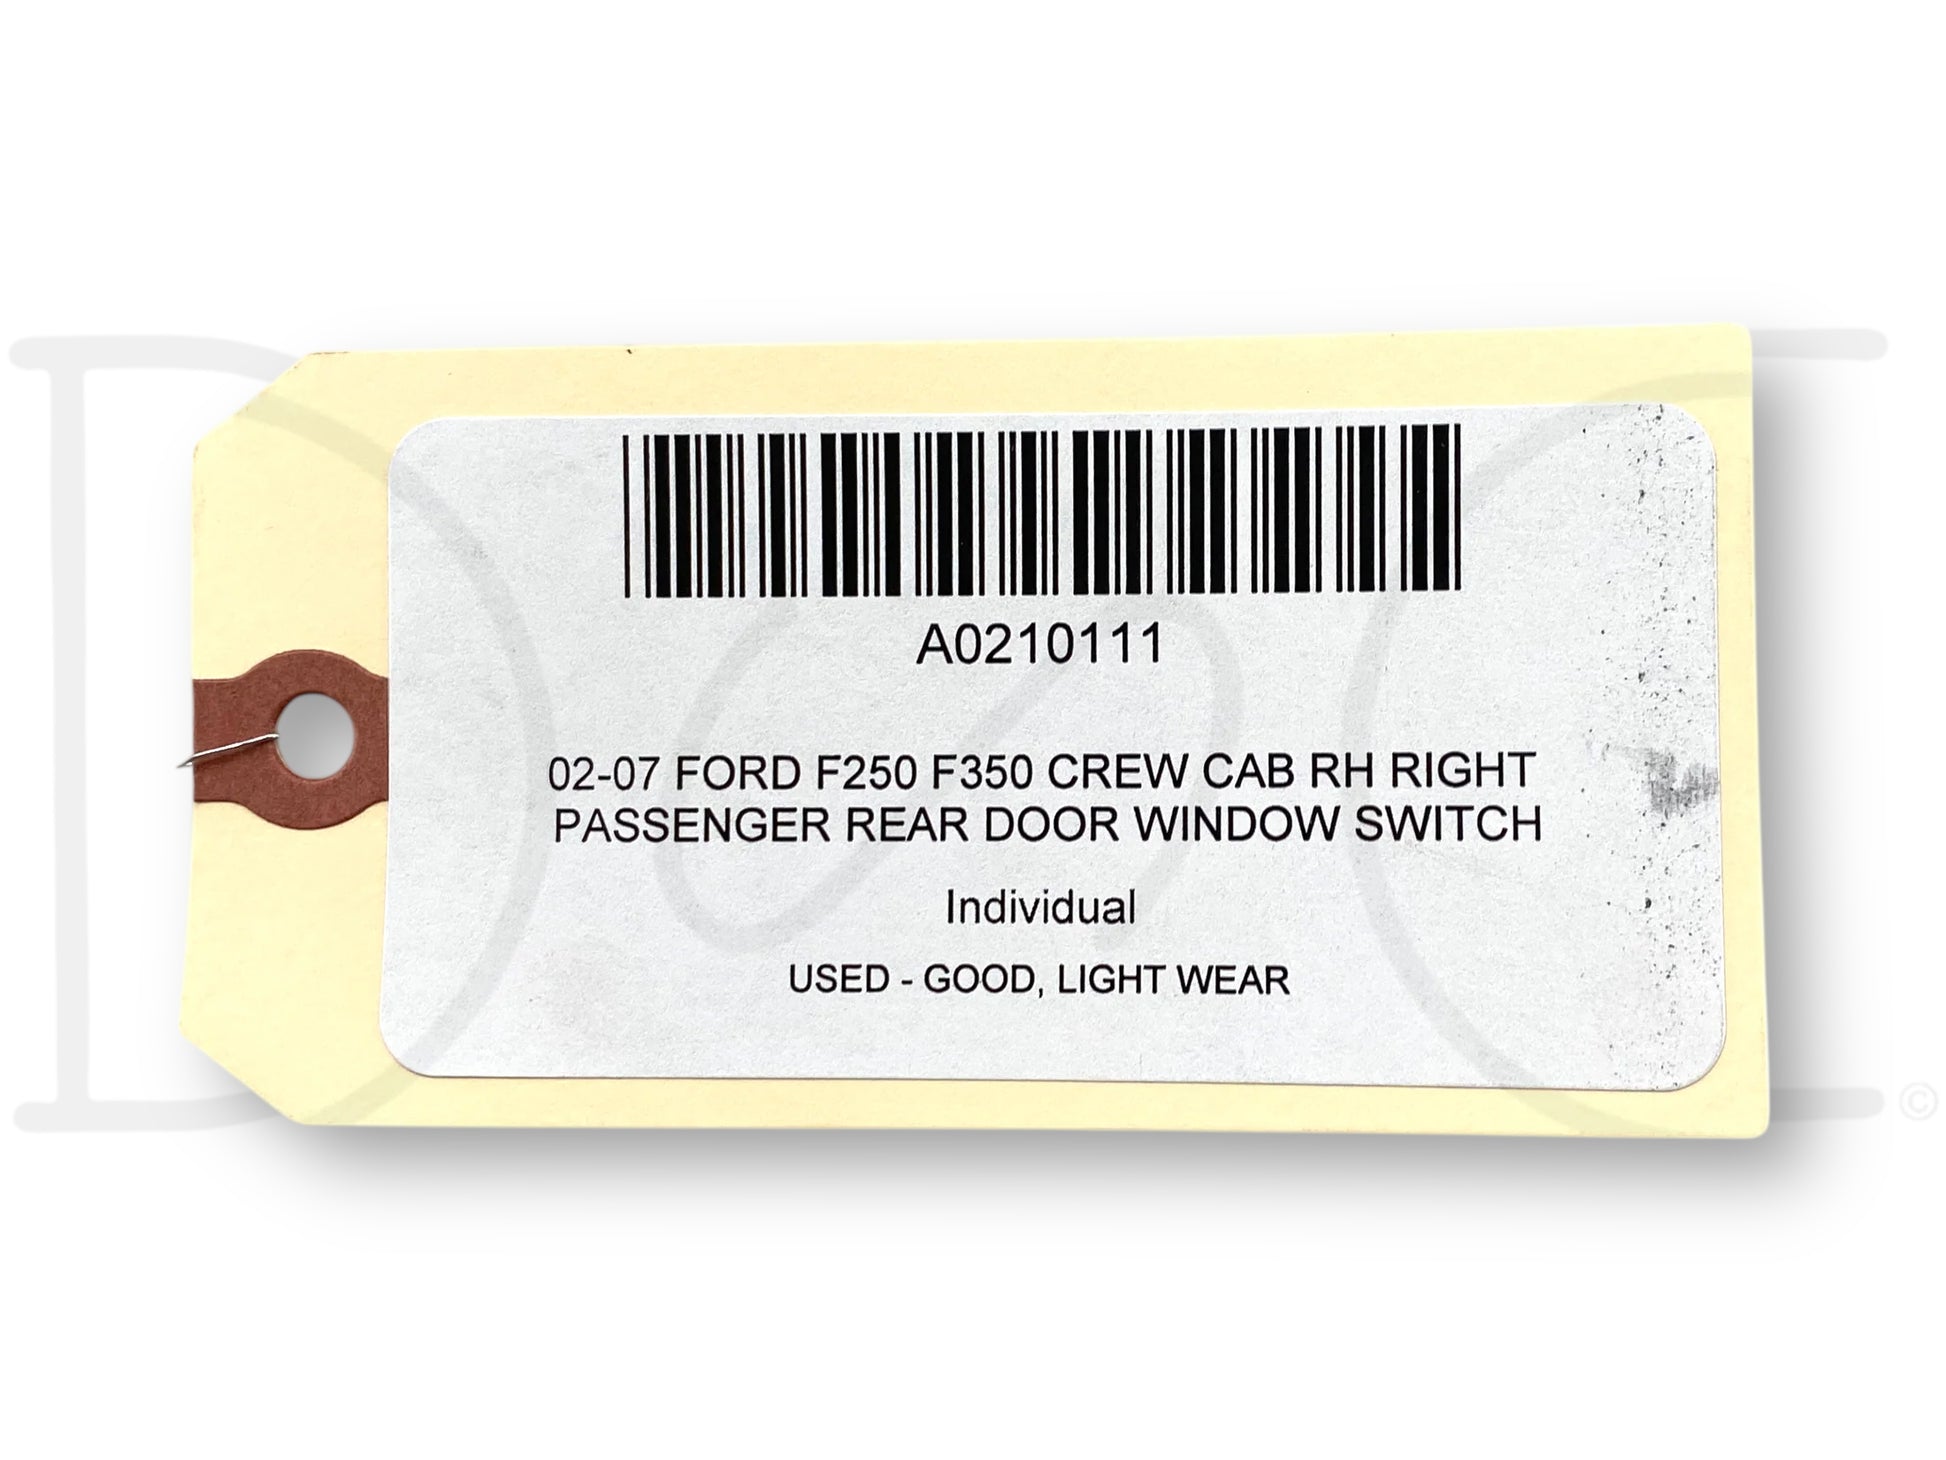 A0210111
02-07 FORD F250 F350 CREW CAB RH RIGHT
PASSENGER REAR DOOR WINDOW SWITCH
Individual
USED - GOOD, LIGHT WEAR
©